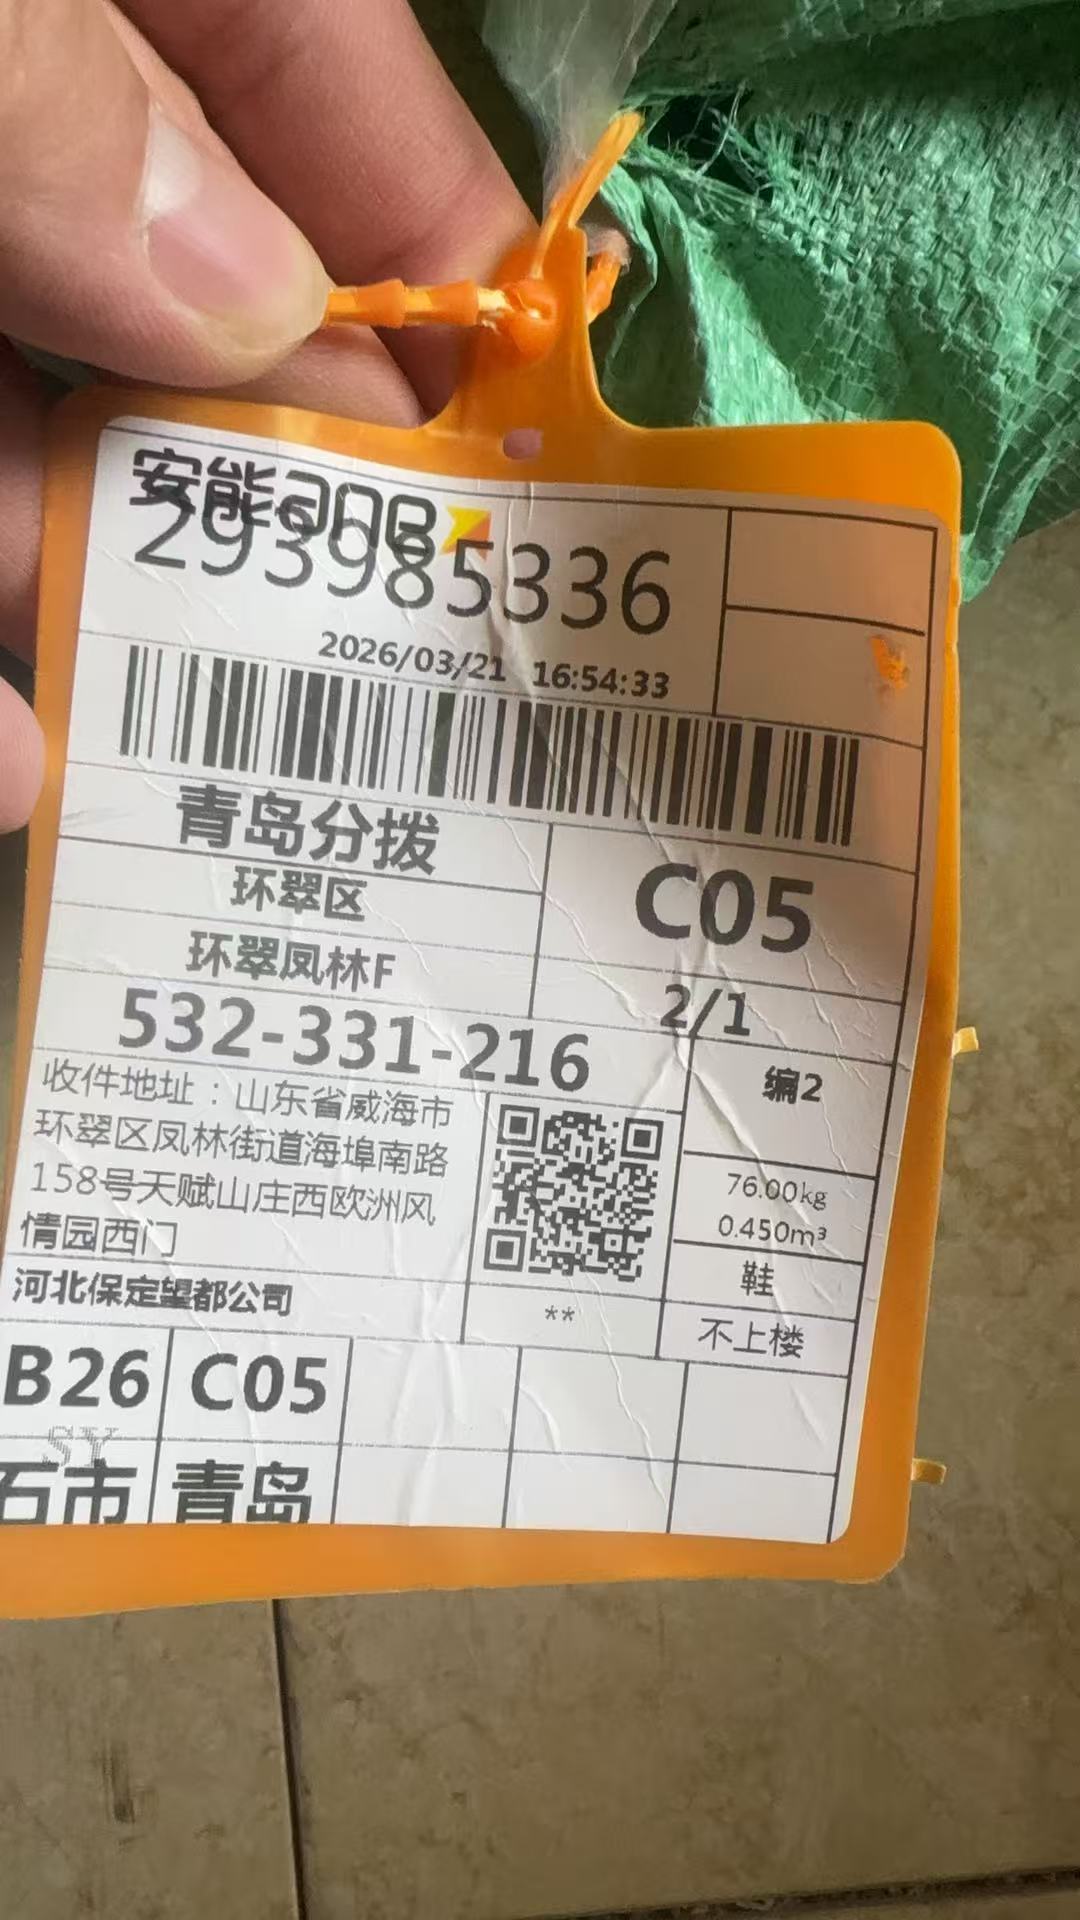 安能
293985336
2026/03/21 16:54:33
青岛分拨
环翠区
C05
环翠凤林F
2/1
532-331-216
编2
收件地址：山东省威海市
环翠区凤林街道海埠南路
158号天赋山庄西欧洲风
情园西门
76.00kg
0.450m³
鞋
河北保定望都公司
**
不上楼
B26
C05
SY
石市
青岛